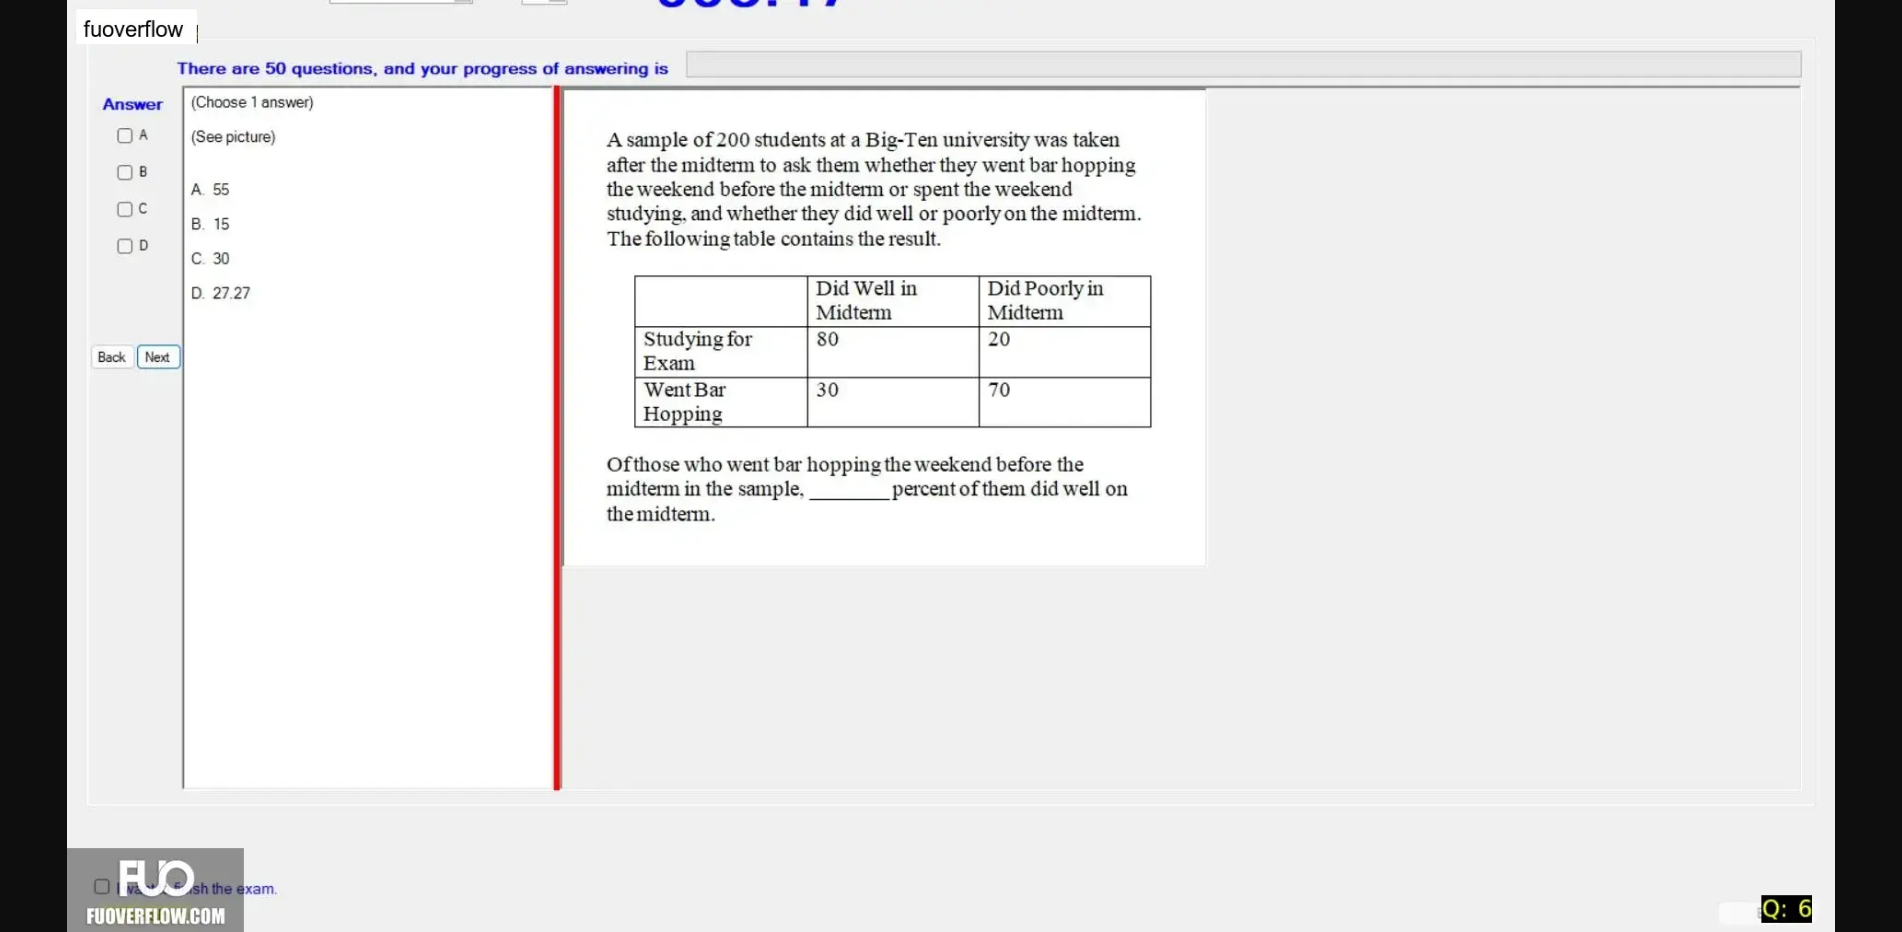 fuoverflow
There are 50 questions, and your progress of answering is
Answer
A
B
C
D
Back
Next
(Choose 1 answer)
(See picture)
A. 55
B. 15
C. 30
D. 27.27
A sample of 200 students at a Big-Ten university was taken
after the midterm to ask them whether they went bar hopping
the weekend before the midterm or spent the weekend
studying, and whether they did well or poorly on the midterm.
The following table contains the result.
Did Well in
Midterm
Did Poorly in
Midterm
Studying for
Exam
80
20
Went Bar
Hopping
30
70
Of those who went bar hopping the weekend before the
midterm in the sample, ________ percent of them did well on
the midterm.
the exam.
FUO
FUOVERFLOW.COM
Q: 6